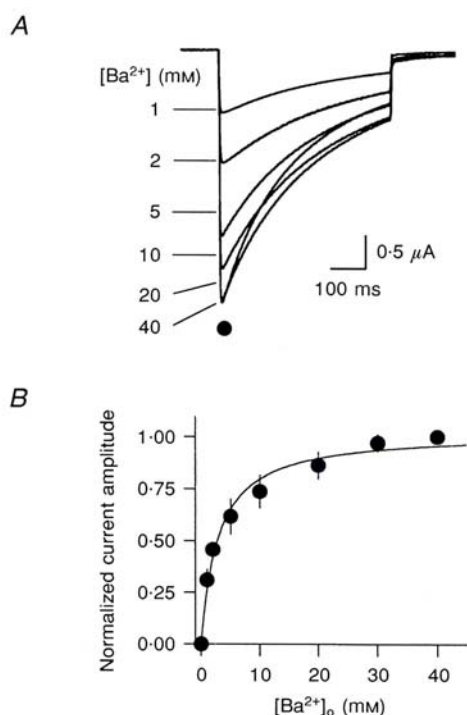 A
[Ba2+] (mM)
1
2
5
10
20
40
0·5 μA
100 ms
B
Normalized current amplitude
1·00
0·75
0·50
0·25
0·00
0 10 20 30 40
[Ba2+]o (mM)